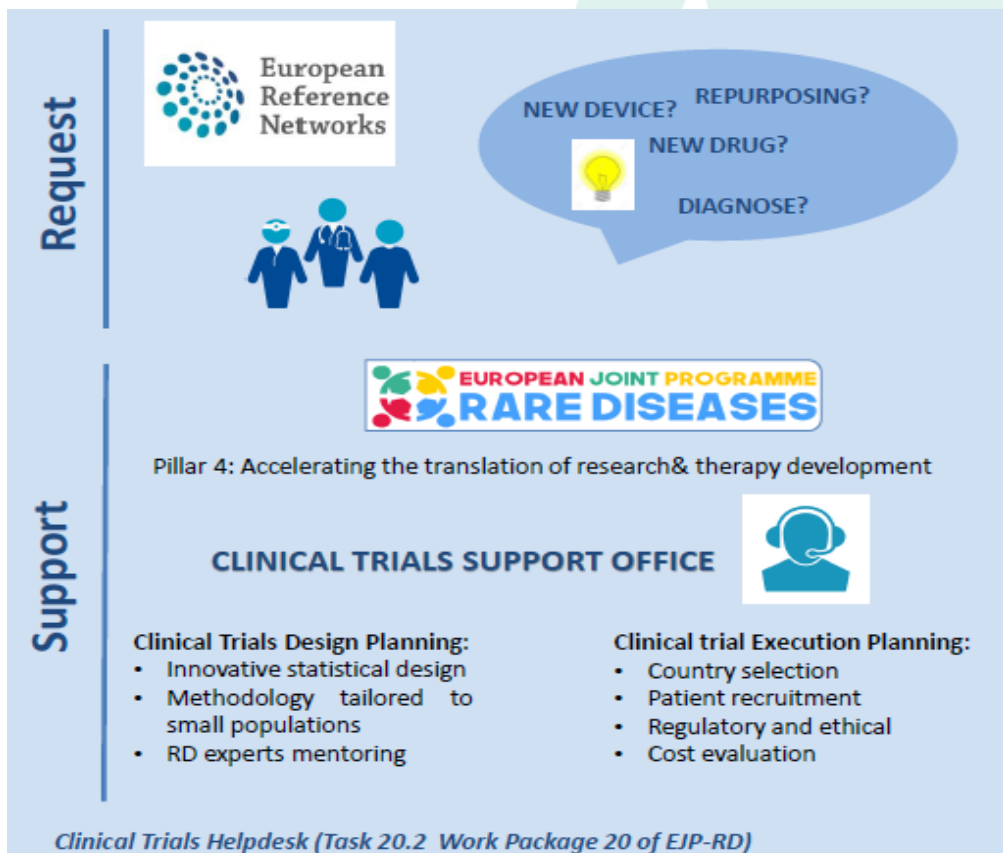 Request
European
Reference
Networks
NEW DEVICE?
REPURPOSING?
NEW DRUG?
DIAGNOSE?
Support
EUROPEAN JOINT PROGRAMME
RARE DISEASES
Pillar 4: Accelerating the translation of research& therapy development
CLINICAL TRIALS SUPPORT OFFICE
Clinical Trials Design Planning:
• Innovative statistical design
• Methodology tailored to
small populations
• RD experts mentoring
Clinical trial Execution Planning:
• Country selection
• Patient recruitment
• Regulatory and ethical
• Cost evaluation
Clinical Trials Helpdesk (Task 20.2 Work Package 20 of EJP-RD)